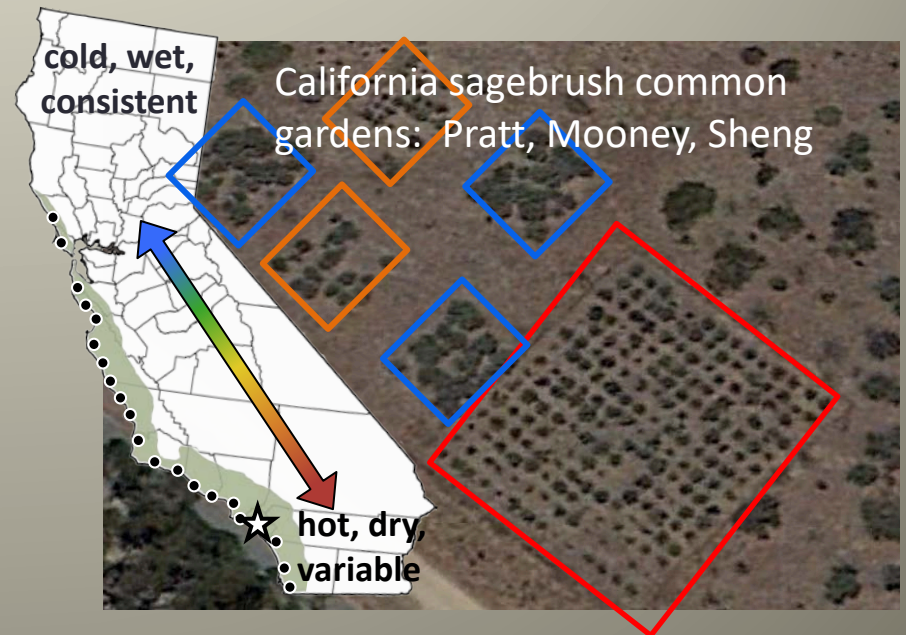 cold, wet,
consistent
California sagebrush common
gardens:  Pratt, Mooney, Sheng
hot, dry,
variable